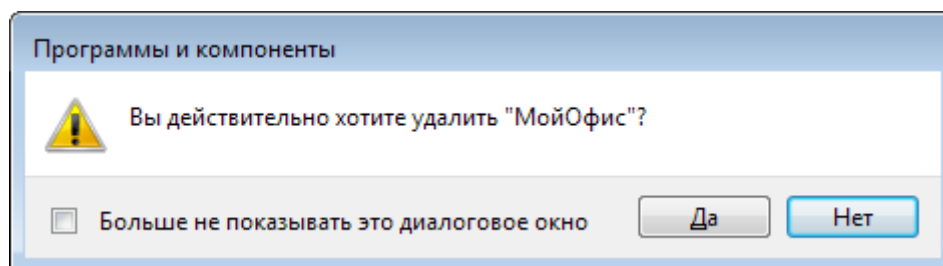 Программы и компоненты
Вы действительно хотите удалить "МойОфис"?
Больше не показывать это диалоговое окно
Да
Нет